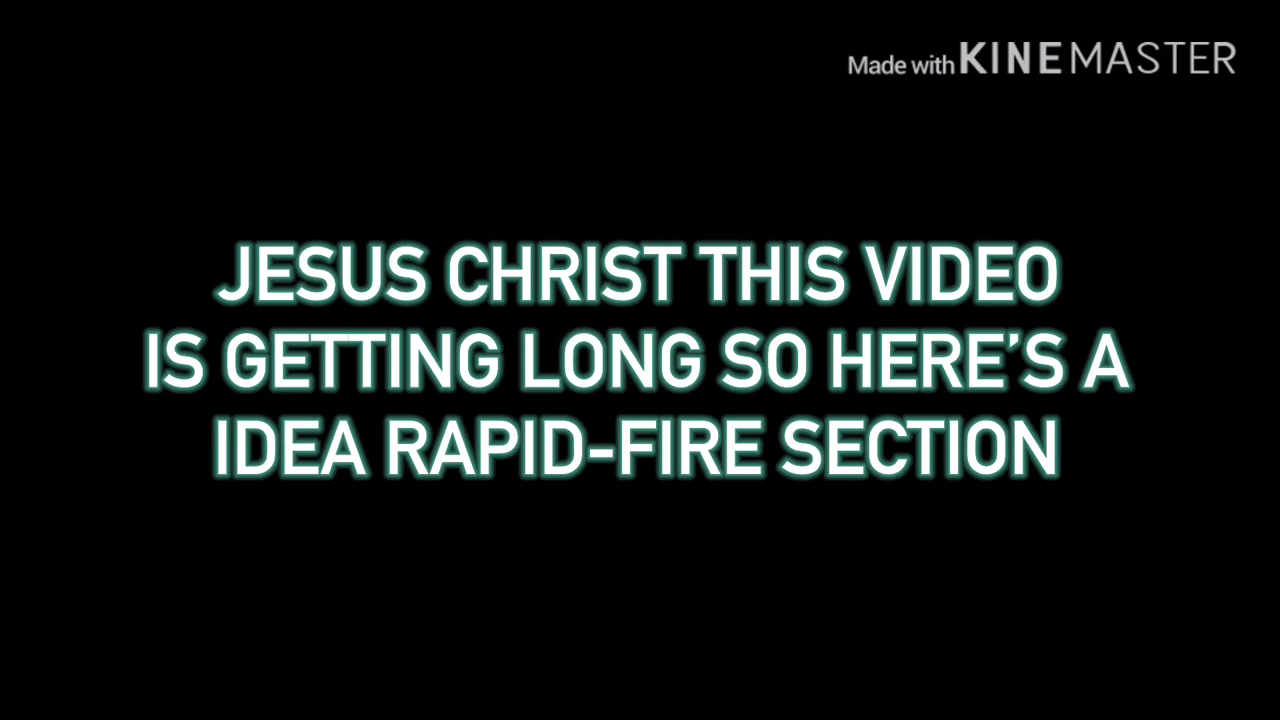 Made with KINEMASTER
JESUS CHRIST THIS VIDEO
IS GETTING LONG SO HERE'S A
IDEA RAPID-FIRE SECTION